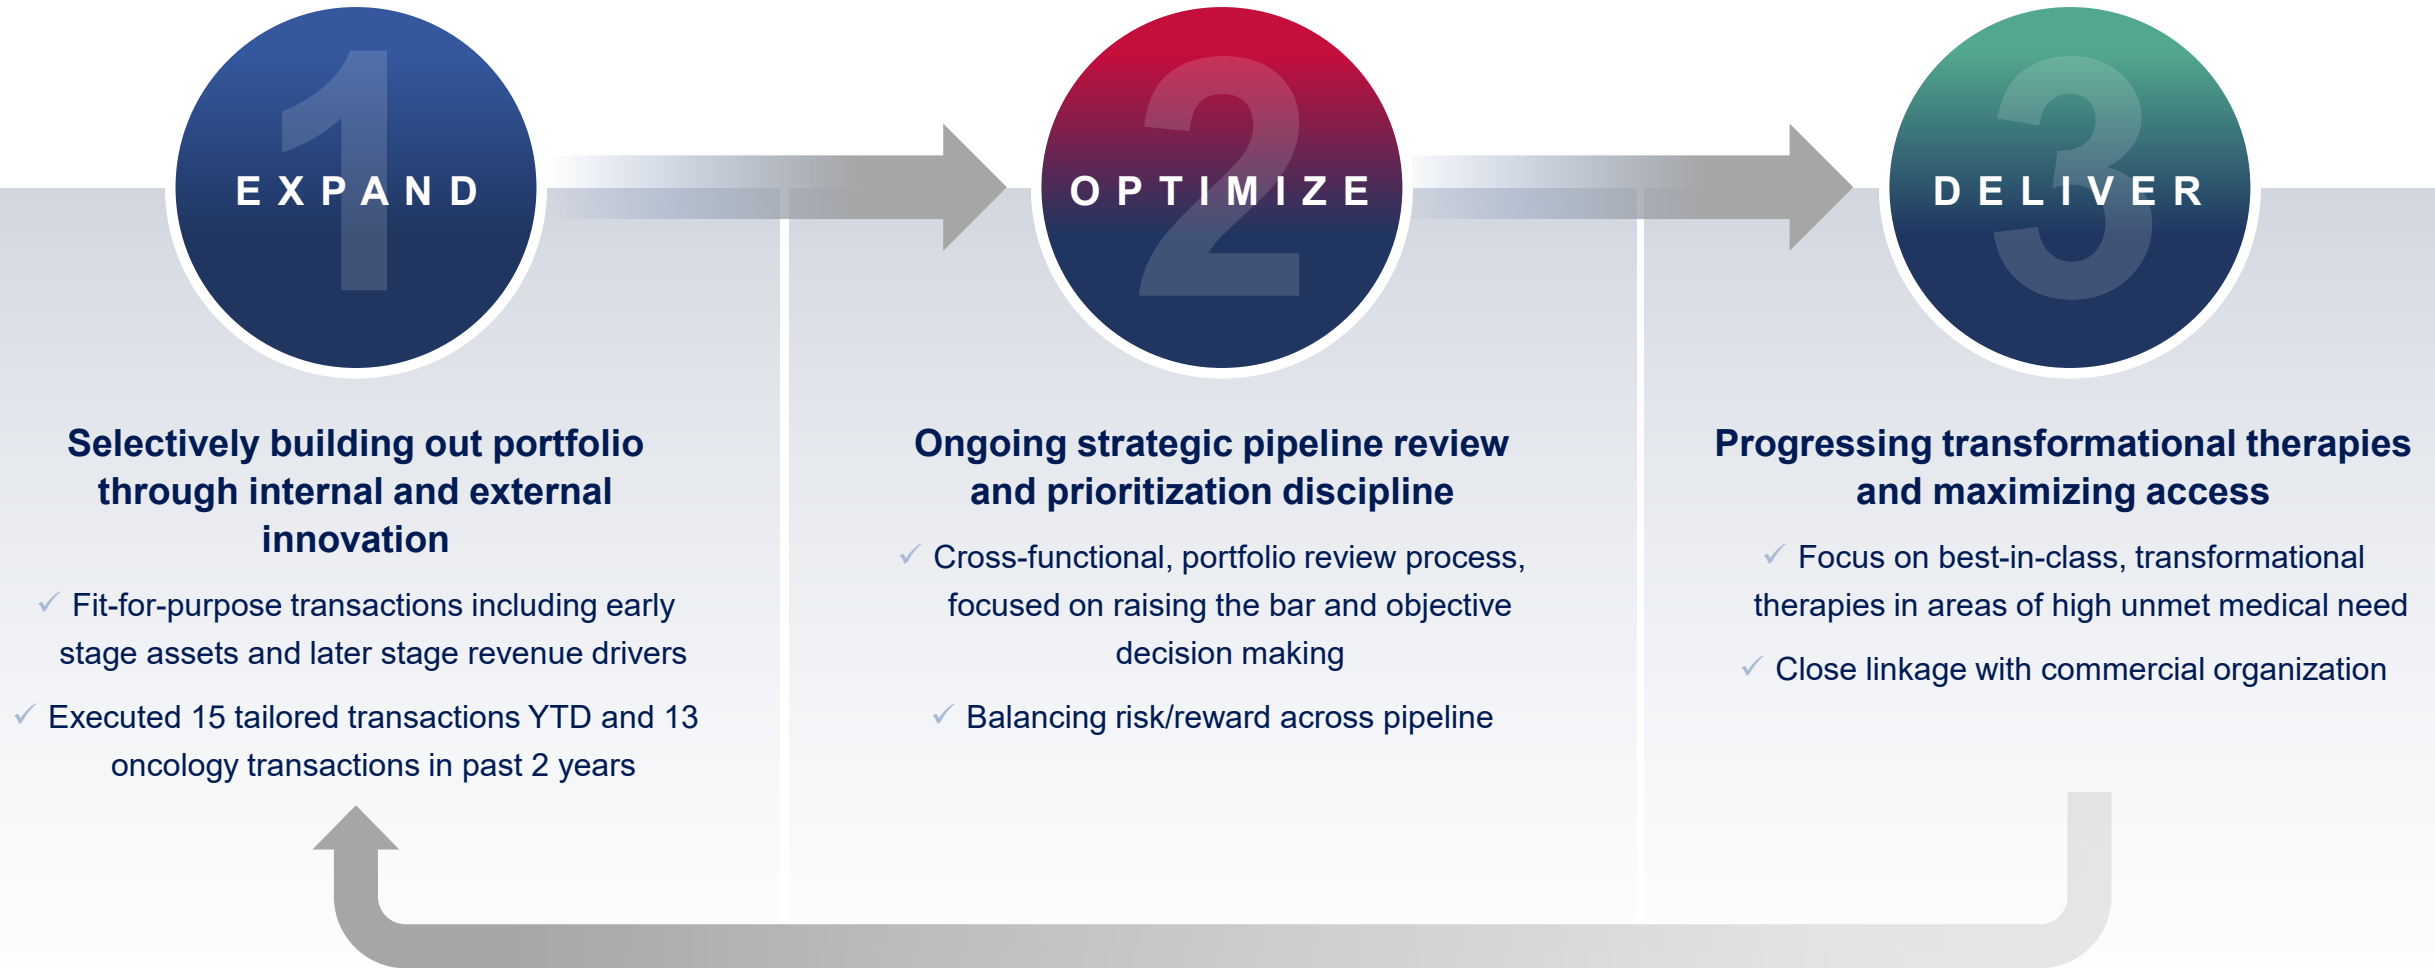 1
EXPAND
Selectively building out portfolio
through internal and external
innovation
✓ Fit-for-purpose transactions including early
stage assets and later stage revenue drivers
✓ Executed 15 tailored transactions YTD and 13
oncology transactions in past 2 years
2
OPTIMIZE
Ongoing strategic pipeline review
and prioritization discipline
✓ Cross-functional, portfolio review process,
focused on raising the bar and objective
decision making
✓ Balancing risk/reward across pipeline
3
DELIVER
Progressing transformational therapies
and maximizing access
✓ Focus on best-in-class, transformational
therapies in areas of high unmet medical need
✓ Close linkage with commercial organization